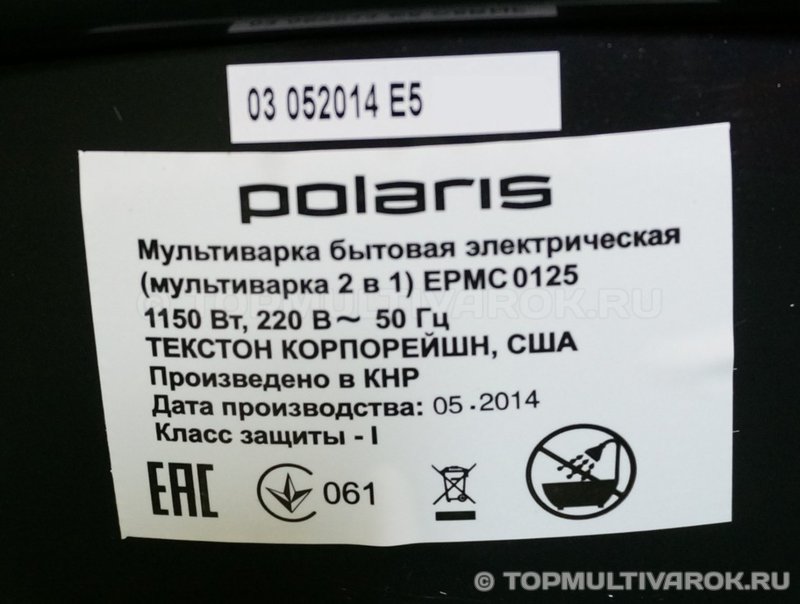 03 052014 E5
polaris
Мультиварка бытовая электрическая
(мультиварка 2 в 1) EPMC 0125
1150 Вт, 220 В~ 50 Гц
ТЕКСТОН КОРПОРЕЙШН, США
Произведено в КНР
Дата производства: 05.2014
Класс защиты - I
EAC 061
© TOPMULTIVAROK.RU
© TOPMULTIVAROK.RU